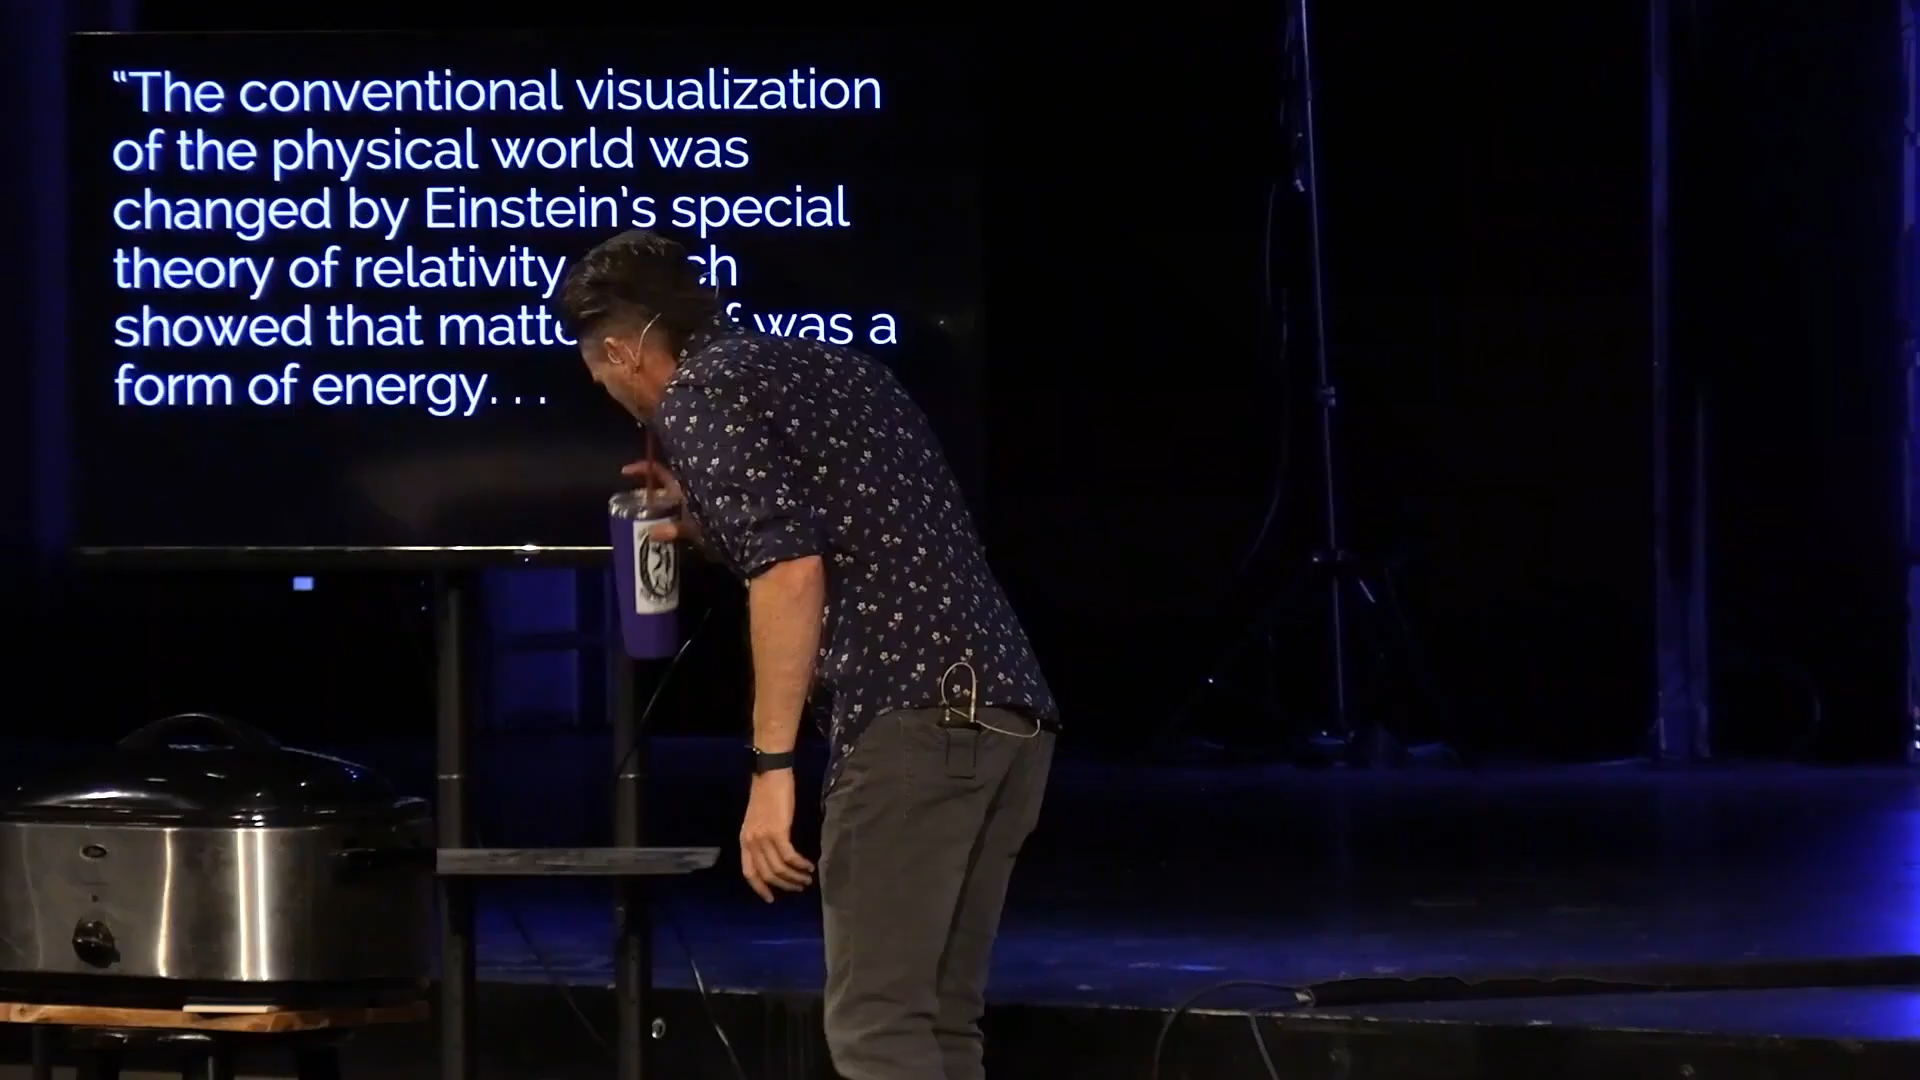 “The conventional visualization
of the physical world was
changed by Einstein's special
theory of relativity
showed that was a
form of energy. . .